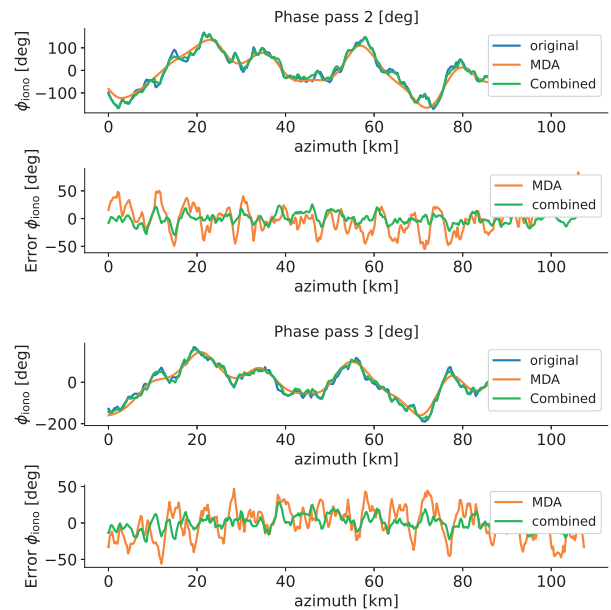 Phase pass 2 [deg]
ϕiono [deg]
100
0
−100
original
MDA
Combined
0 20 40 60 80 100
azimuth [km]
Error ϕiono [deg]
50
0
−50
MDA
combined
0 20 40 60 80 100
azimuth [km]
Phase pass 3 [deg]
ϕiono [deg]
0
−200
original
MDA
Combined
0 20 40 60 80 100
azimuth [km]
Error ϕiono [deg]
50
0
−50
MDA
combined
0 20 40 60 80 100
azimuth [km]